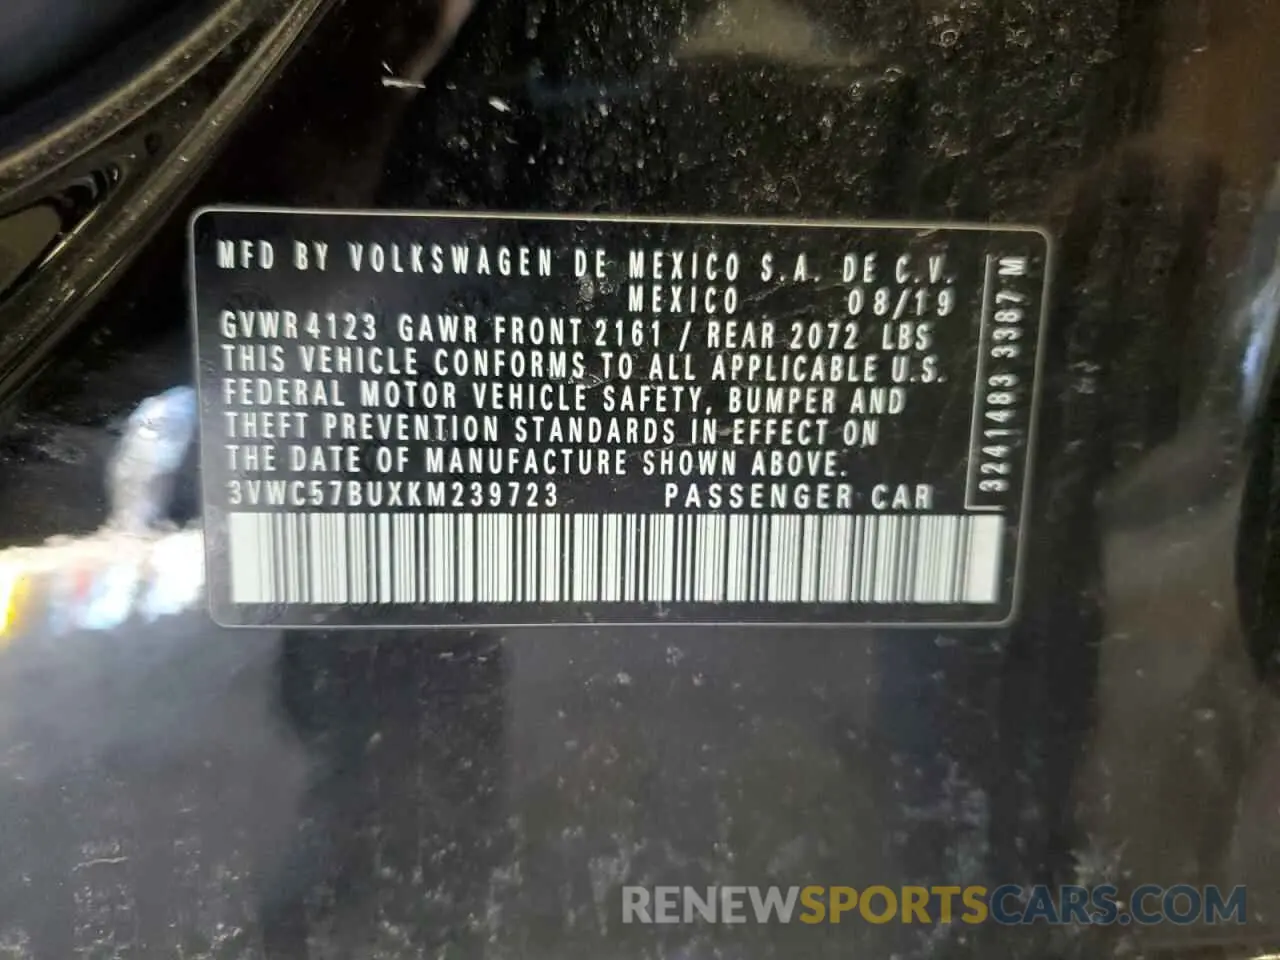 MFD BY VOLKSWAGEN DE MEXICO S.A. DE C.V.
MEXICO 08/19
GVWR 4123 GAWR FRONT 2161 / REAR 2072 LBS
THIS VEHICLE CONFORMS TO ALL APPLICABLE U.S.
FEDERAL MOTOR VEHICLE SAFETY, BUMPER AND
THEFT PREVENTION STANDARDS IN EFFECT ON
THE DATE OF MANUFACTURE SHOWN ABOVE.
3VWC57BUXKM239723 PASSENGER CAR
3241483 3387 M
RENEWSPORTSCARS.COM